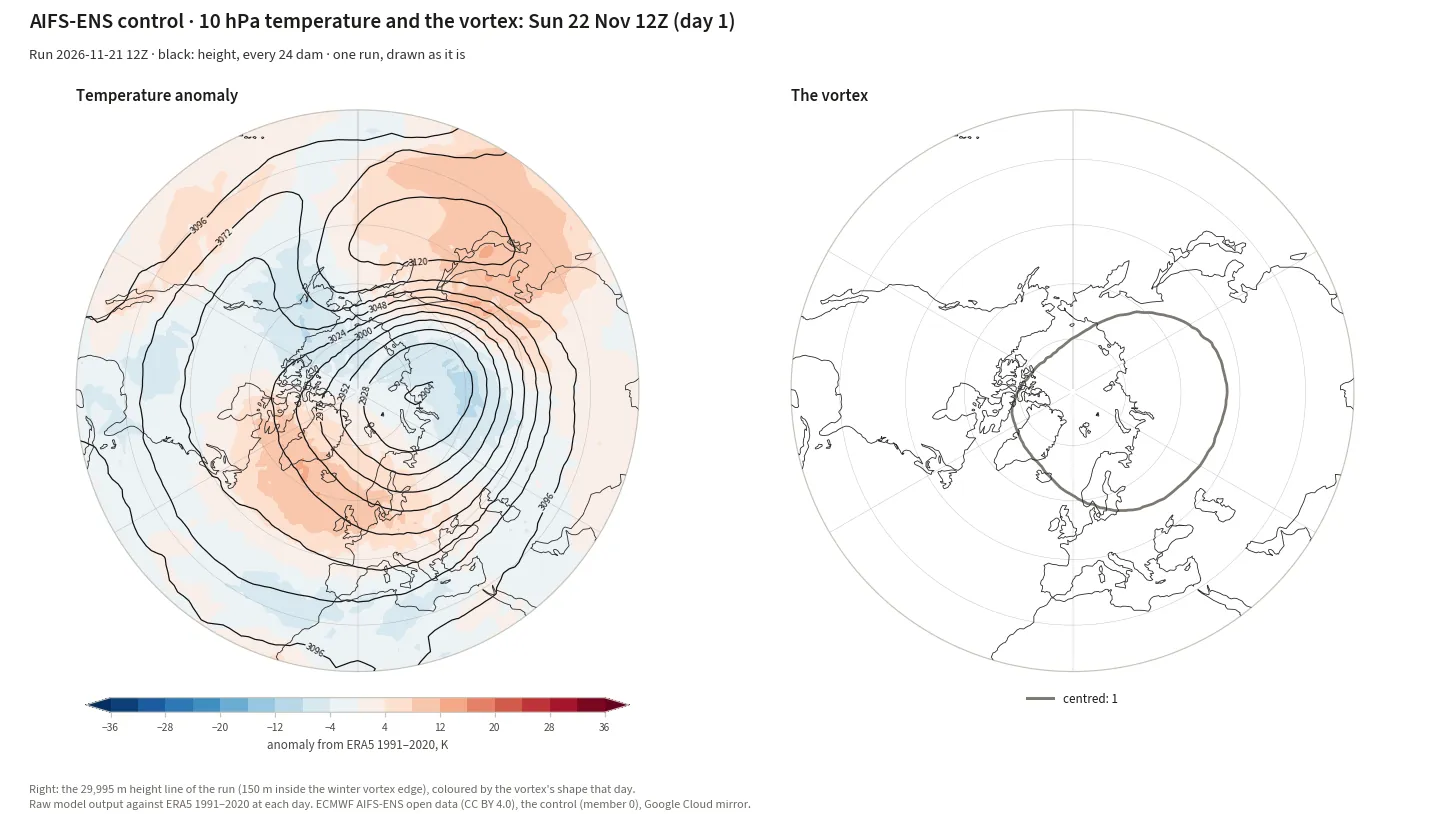 AIFS-ENS control · 10 hPa temperature and the vortex: Sun 22 Nov 12Z (day 1)
Run 2026-11-21 12Z · black: height, every 24 dam · one run, drawn as it is
Temperature anomaly
The vortex
3096
3072
3120
3048
3024
3000
2952
2928
2904
3096
3096
−36 −28 −20 −12 −4 4 12 20 28 36
anomaly from ERA5 1991–2020, K
centred: 1
Right: the 29,995 m height line of the run (150 m inside the winter vortex edge), coloured by the vortex's shape that day.
Raw model output against ERA5 1991–2020 at each day. ECMWF AIFS-ENS open data (CC BY 4.0), the control (member 0), Google Cloud mirror.